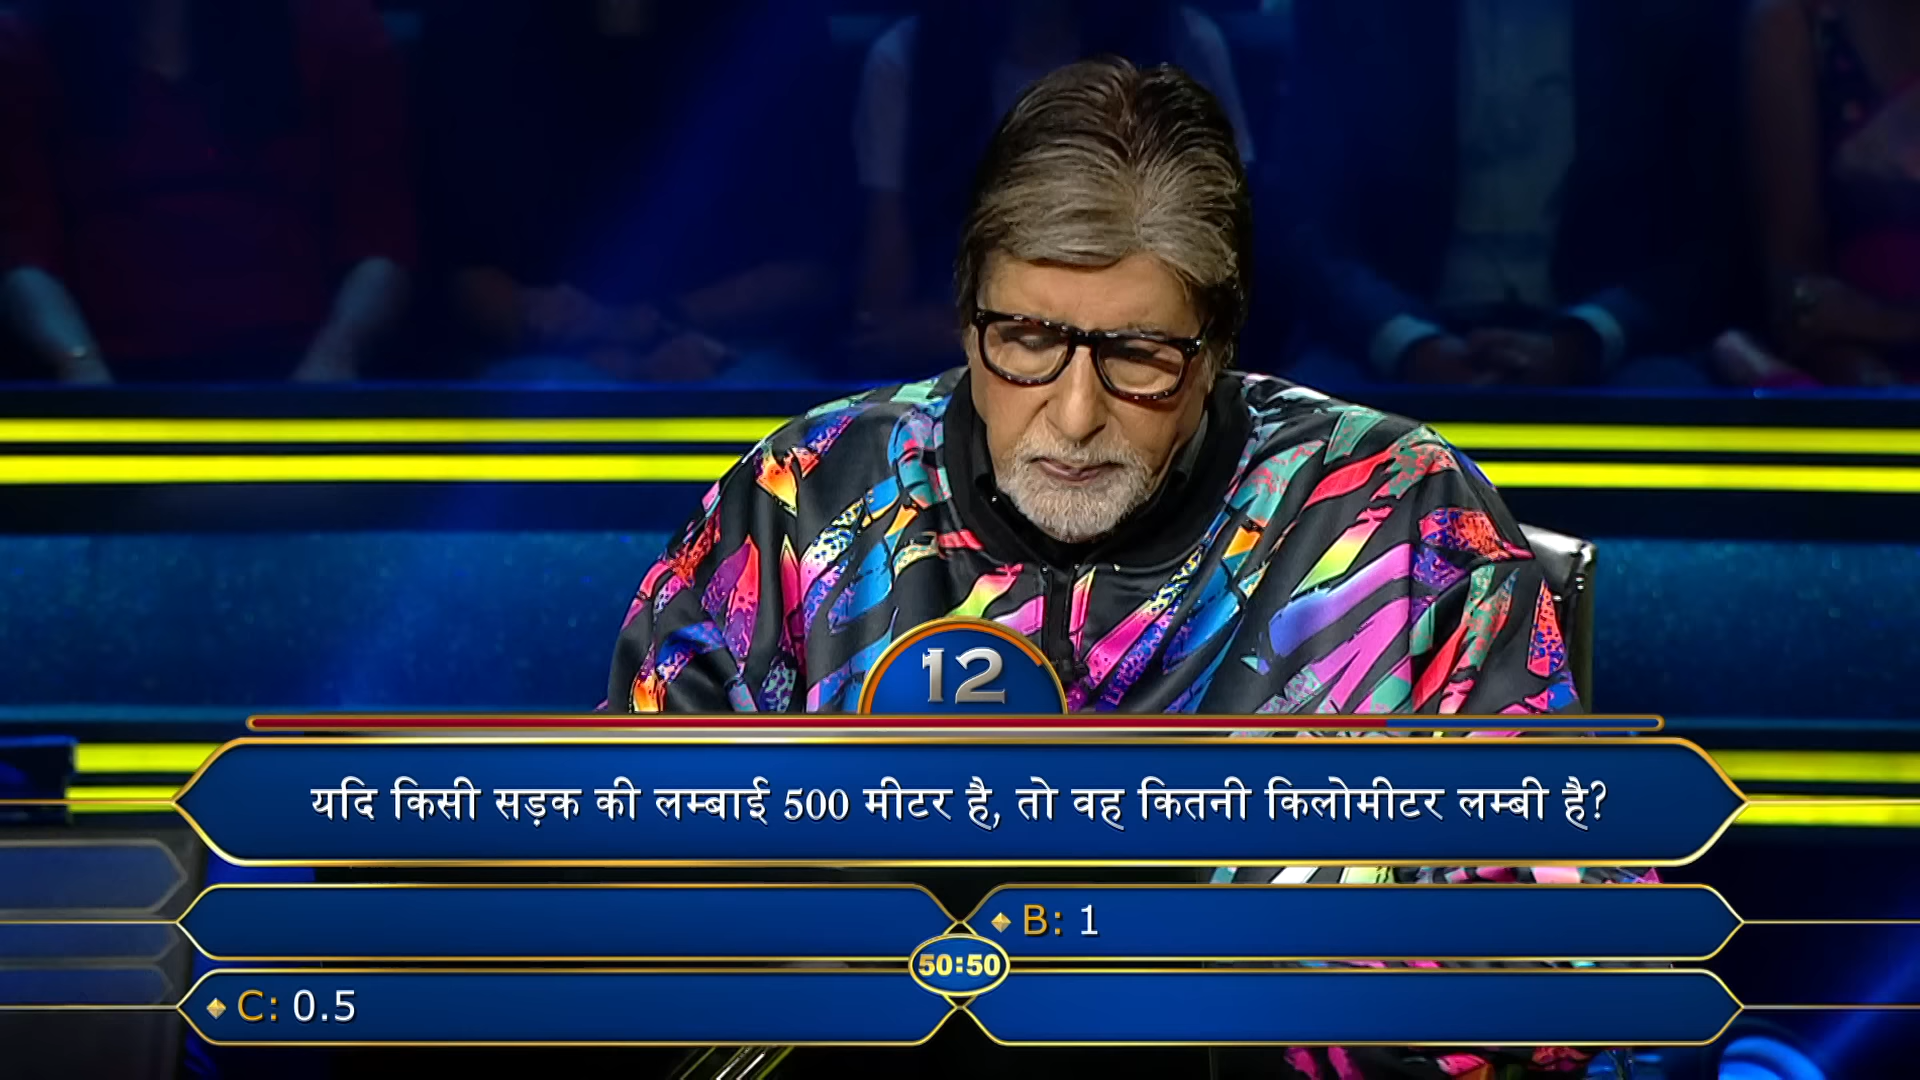 12
यदि किसी सड़क की लम्बाई 500 मीटर है, तो वह कितनी किलोमीटर लम्बी है?
B: 1
50:50
C: 0.5